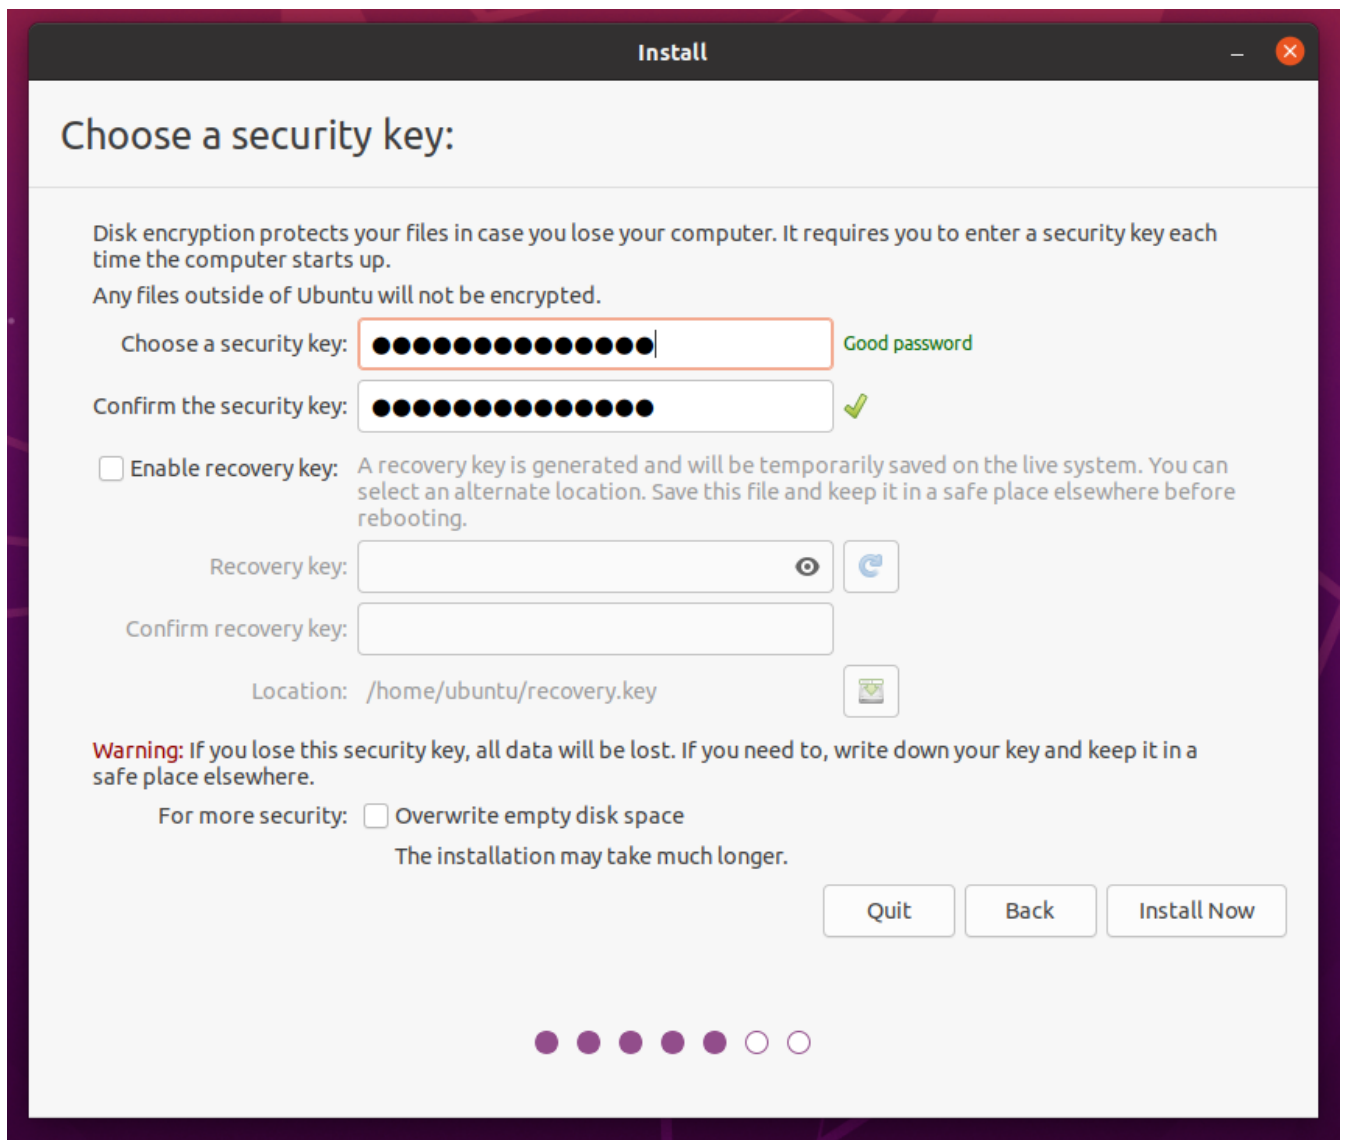 Install
Choose a security key:
Disk encryption protects your files in case you lose your computer. It requires you to enter a security key each
time the computer starts up.
Any files outside of Ubuntu will not be encrypted.
Choose a security key: ●●●●●●●●●●●●●● Good password
Confirm the security key: ●●●●●●●●●●●●●●
Enable recovery key: A recovery key is generated and will be temporarily saved on the live system. You can
select an alternate location. Save this file and keep it in a safe place elsewhere before
rebooting.
Recovery key:
Confirm recovery key:
Location: /home/ubuntu/recovery.key
Warning: If you lose this security key, all data will be lost. If you need to, write down your key and keep it in a
safe place elsewhere.
For more security: Overwrite empty disk space
The installation may take much longer.
Quit Back Install Now